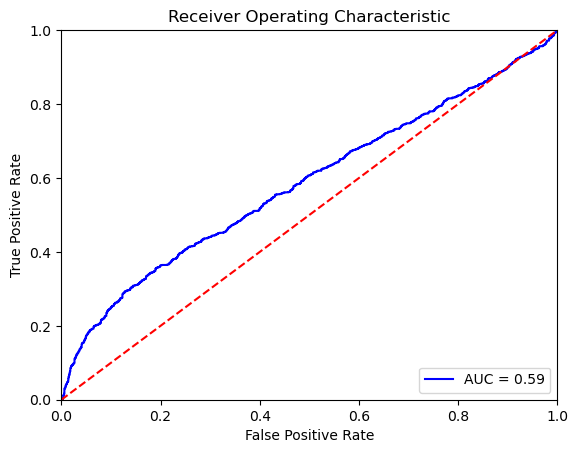 Receiver Operating Characteristic
1.0
0.8
0.6
0.4
0.2
0.0
True Positive Rate
AUC = 0.59
0.0 0.2 0.4 0.6 0.8 1.0
False Positive Rate